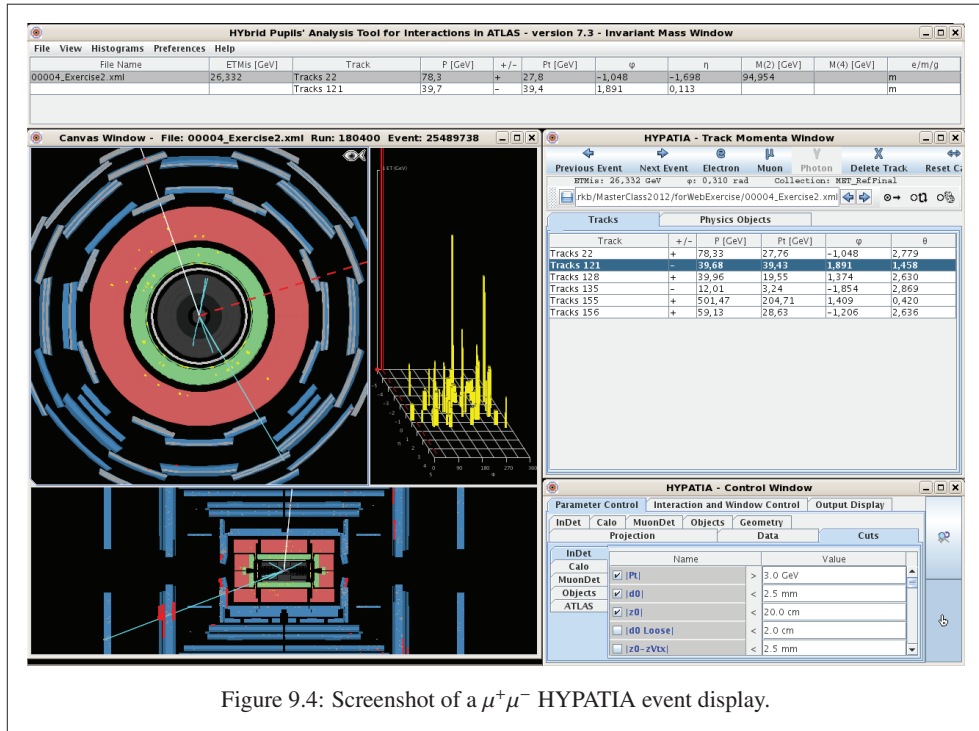 HYbrid Pupils' Analysis Tool for Interactions in ATLAS - version 7.3 - Invariant Mass Window
File View Histograms Preferences Help
File Name ETMis [GeV] Track P [GeV] +/- Pt [GeV] φ η M(2) [GeV] M(4) [GeV] e/m/g
00004_Exercise2.xml 26,332 Tracks 22 78,3 + 27,8 −1,048 −1,698 94,954 m
Tracks 121 39,7 − 39,4 1,891 0,113 m
Canvas Window - File: 00004_Exercise2.xml Run: 180400 Event: 25489738
ET (GeV)
0 90 180 270 360
HYPATIA - Track Momenta Window
Previous Event Next Event Electron Muon Photon Delete Track Reset Ca
ETMis: 26,332 GeV φ: 0,310 rad Collection: MET_RefFinal
rkb/MasterClass2012/forWebExercise/00004_Exercise2.xml
Tracks Physics Objects
Track +/- P [GeV] Pt [GeV] φ θ
Tracks 22 + 78,33 27,76 −1,048 2,779
Tracks 121 − 39,68 39,43 1,891 1,458
Tracks 128 + 39,96 19,55 1,374 2,630
Tracks 135 − 12,01 3,24 −1,854 2,869
Tracks 155 + 501,47 204,71 1,409 0,420
Tracks 156 + 59,13 28,63 −1,206 2,636
HYPATIA - Control Window
Parameter Control Interaction and Window Control Output Display
InDet Calo MuonDet Objects Geometry
Projection Data Cuts
InDet
Calo
MuonDet
Objects
ATLAS
Name Value
|Pt| > 3.0 GeV
|d0| < 2.5 mm
|z0| < 20.0 cm
|d0 Loose| < 2.0 cm
|z0-zVtx| < 2.5 mm
Figure 9.4: Screenshot of a μ⁺μ⁻ HYPATIA event display.